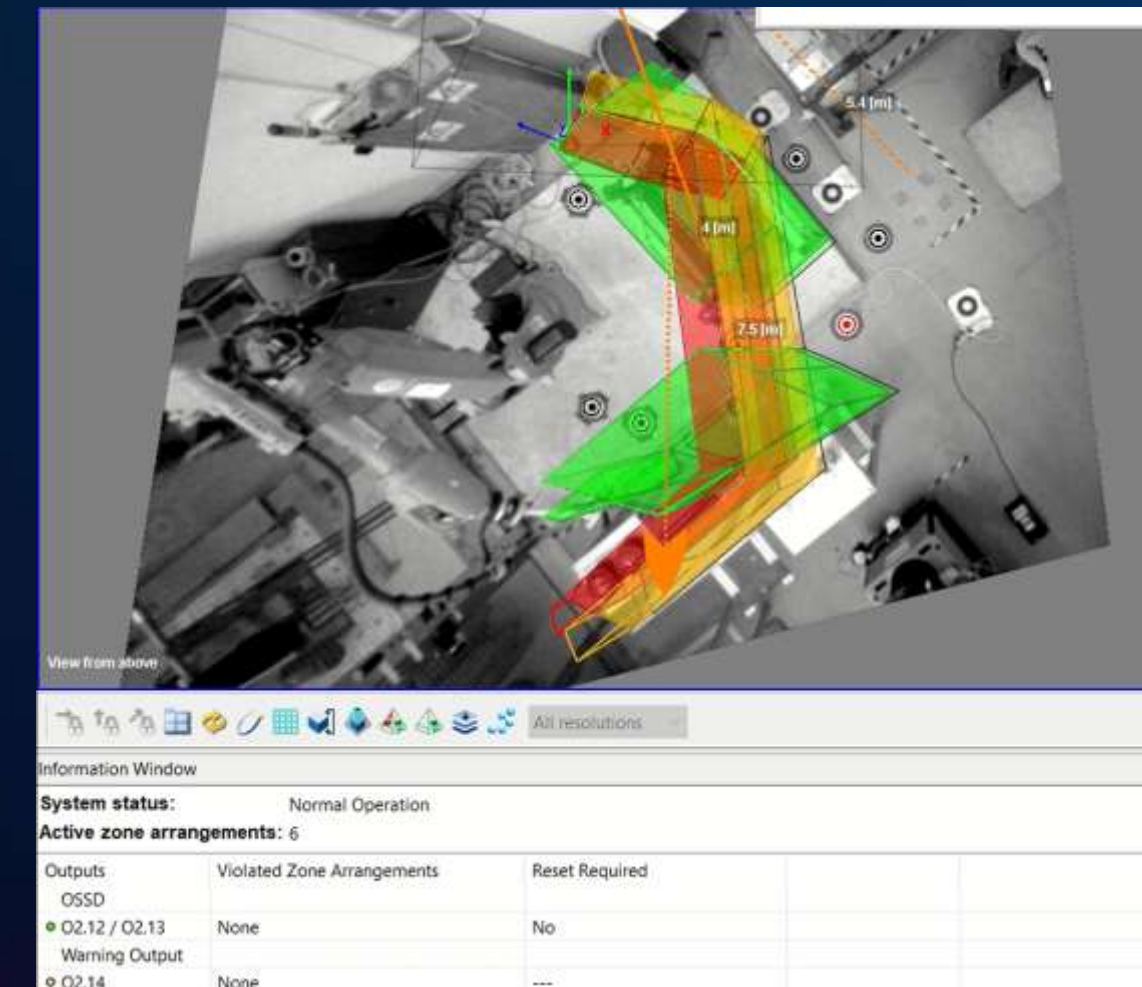 5.4 [m]
4 [m]
7.5 [m]
View from above
All resolutions
Information Window
System status: Normal Operation
Active zone arrangements: 6
Outputs Violated Zone Arrangements Reset Required
OSSD
O2.12 / O2.13 None No
Warning Output
O2.14 None ---